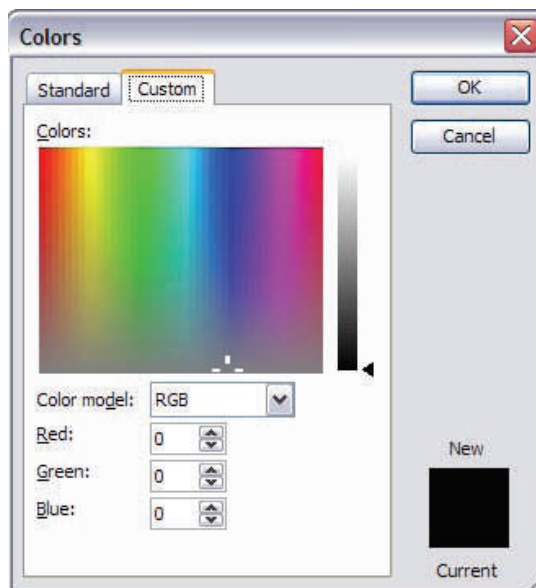 Colors
Standard
Custom
OK
Cancel
Colors:
Color model:
RGB
Red:
0
Green:
0
Blue:
0
New
Current